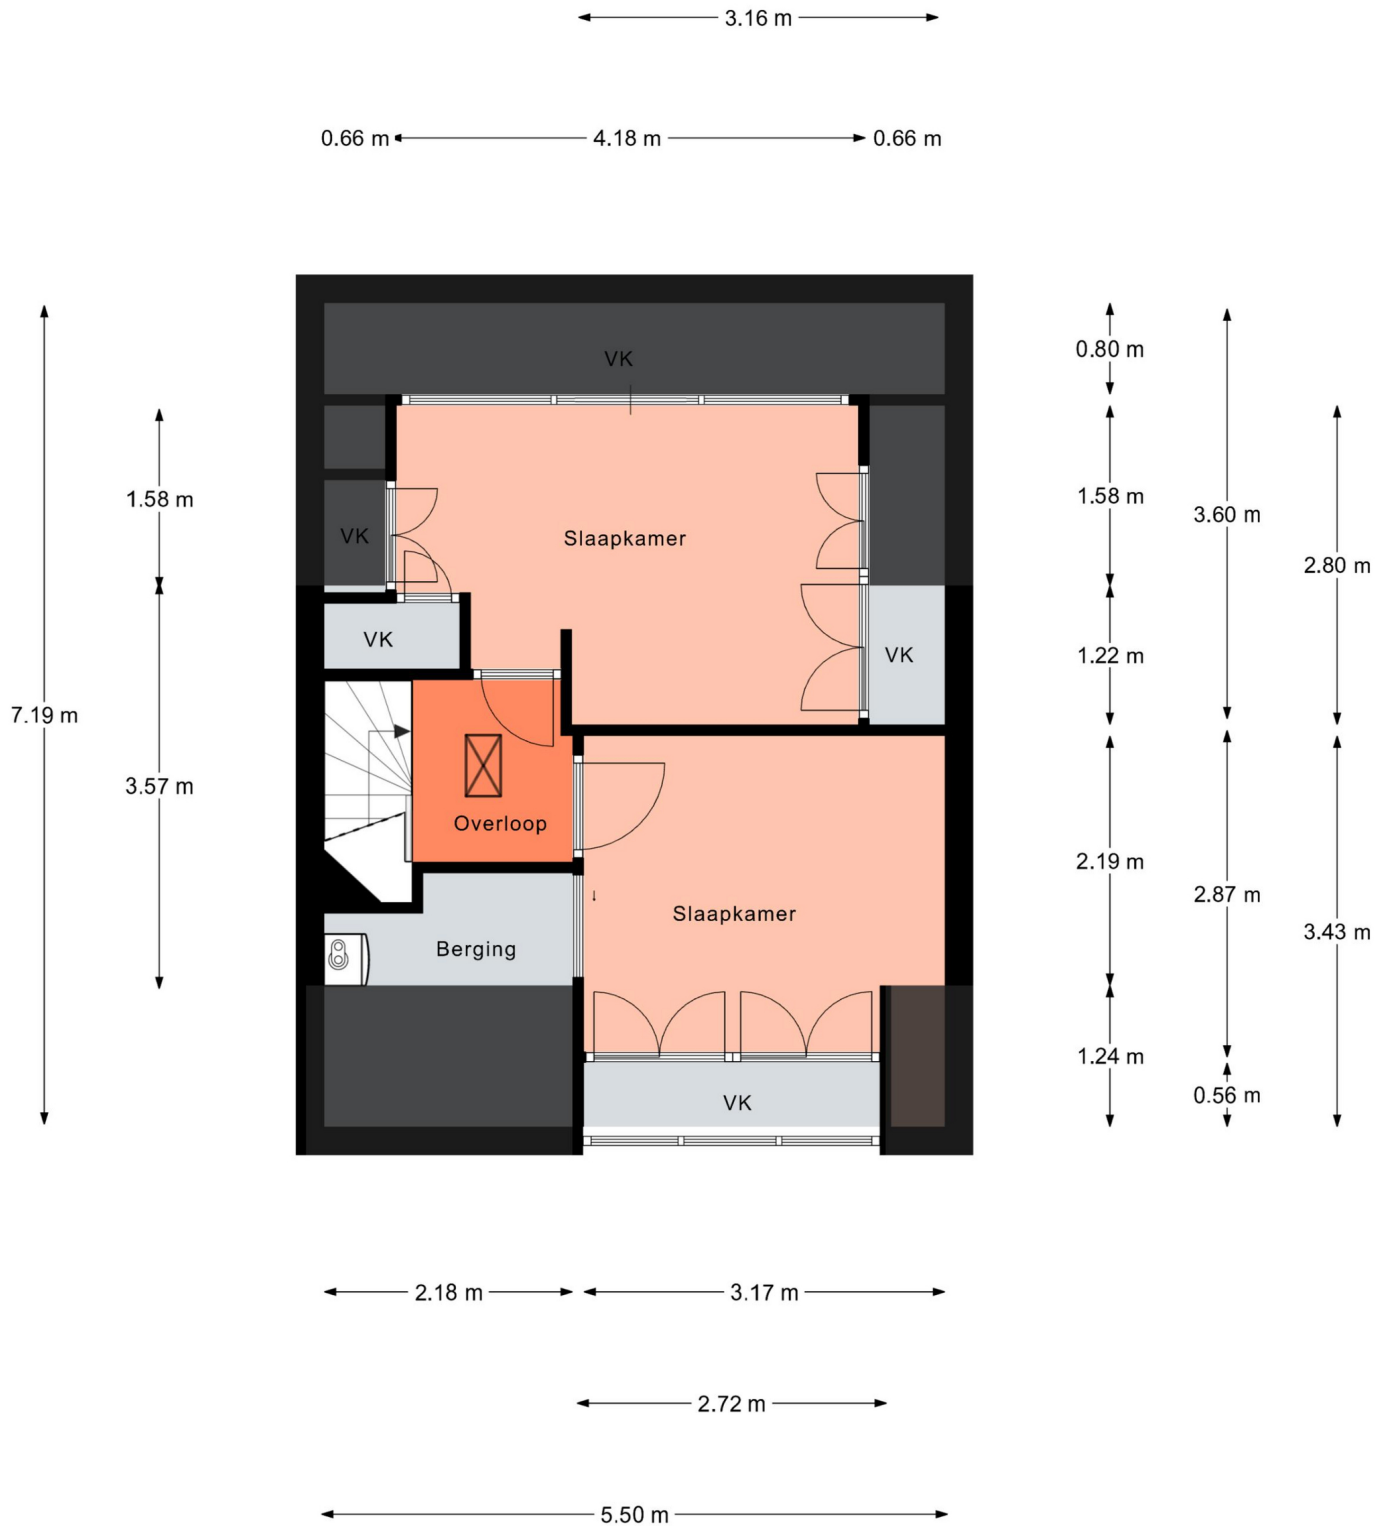 3.16 m
0.66 m
4.18 m
0.66 m
VK
0.80 m
1.58 m
1.58 m
3.60 m
VK
Slaapkamer
2.80 m
VK
VK
1.22 m
7.19 m
3.57 m
Overloop
2.19 m
2.87 m
Slaapkamer
3.43 m
Berging
1.24 m
0.56 m
VK
2.18 m
3.17 m
2.72 m
5.50 m